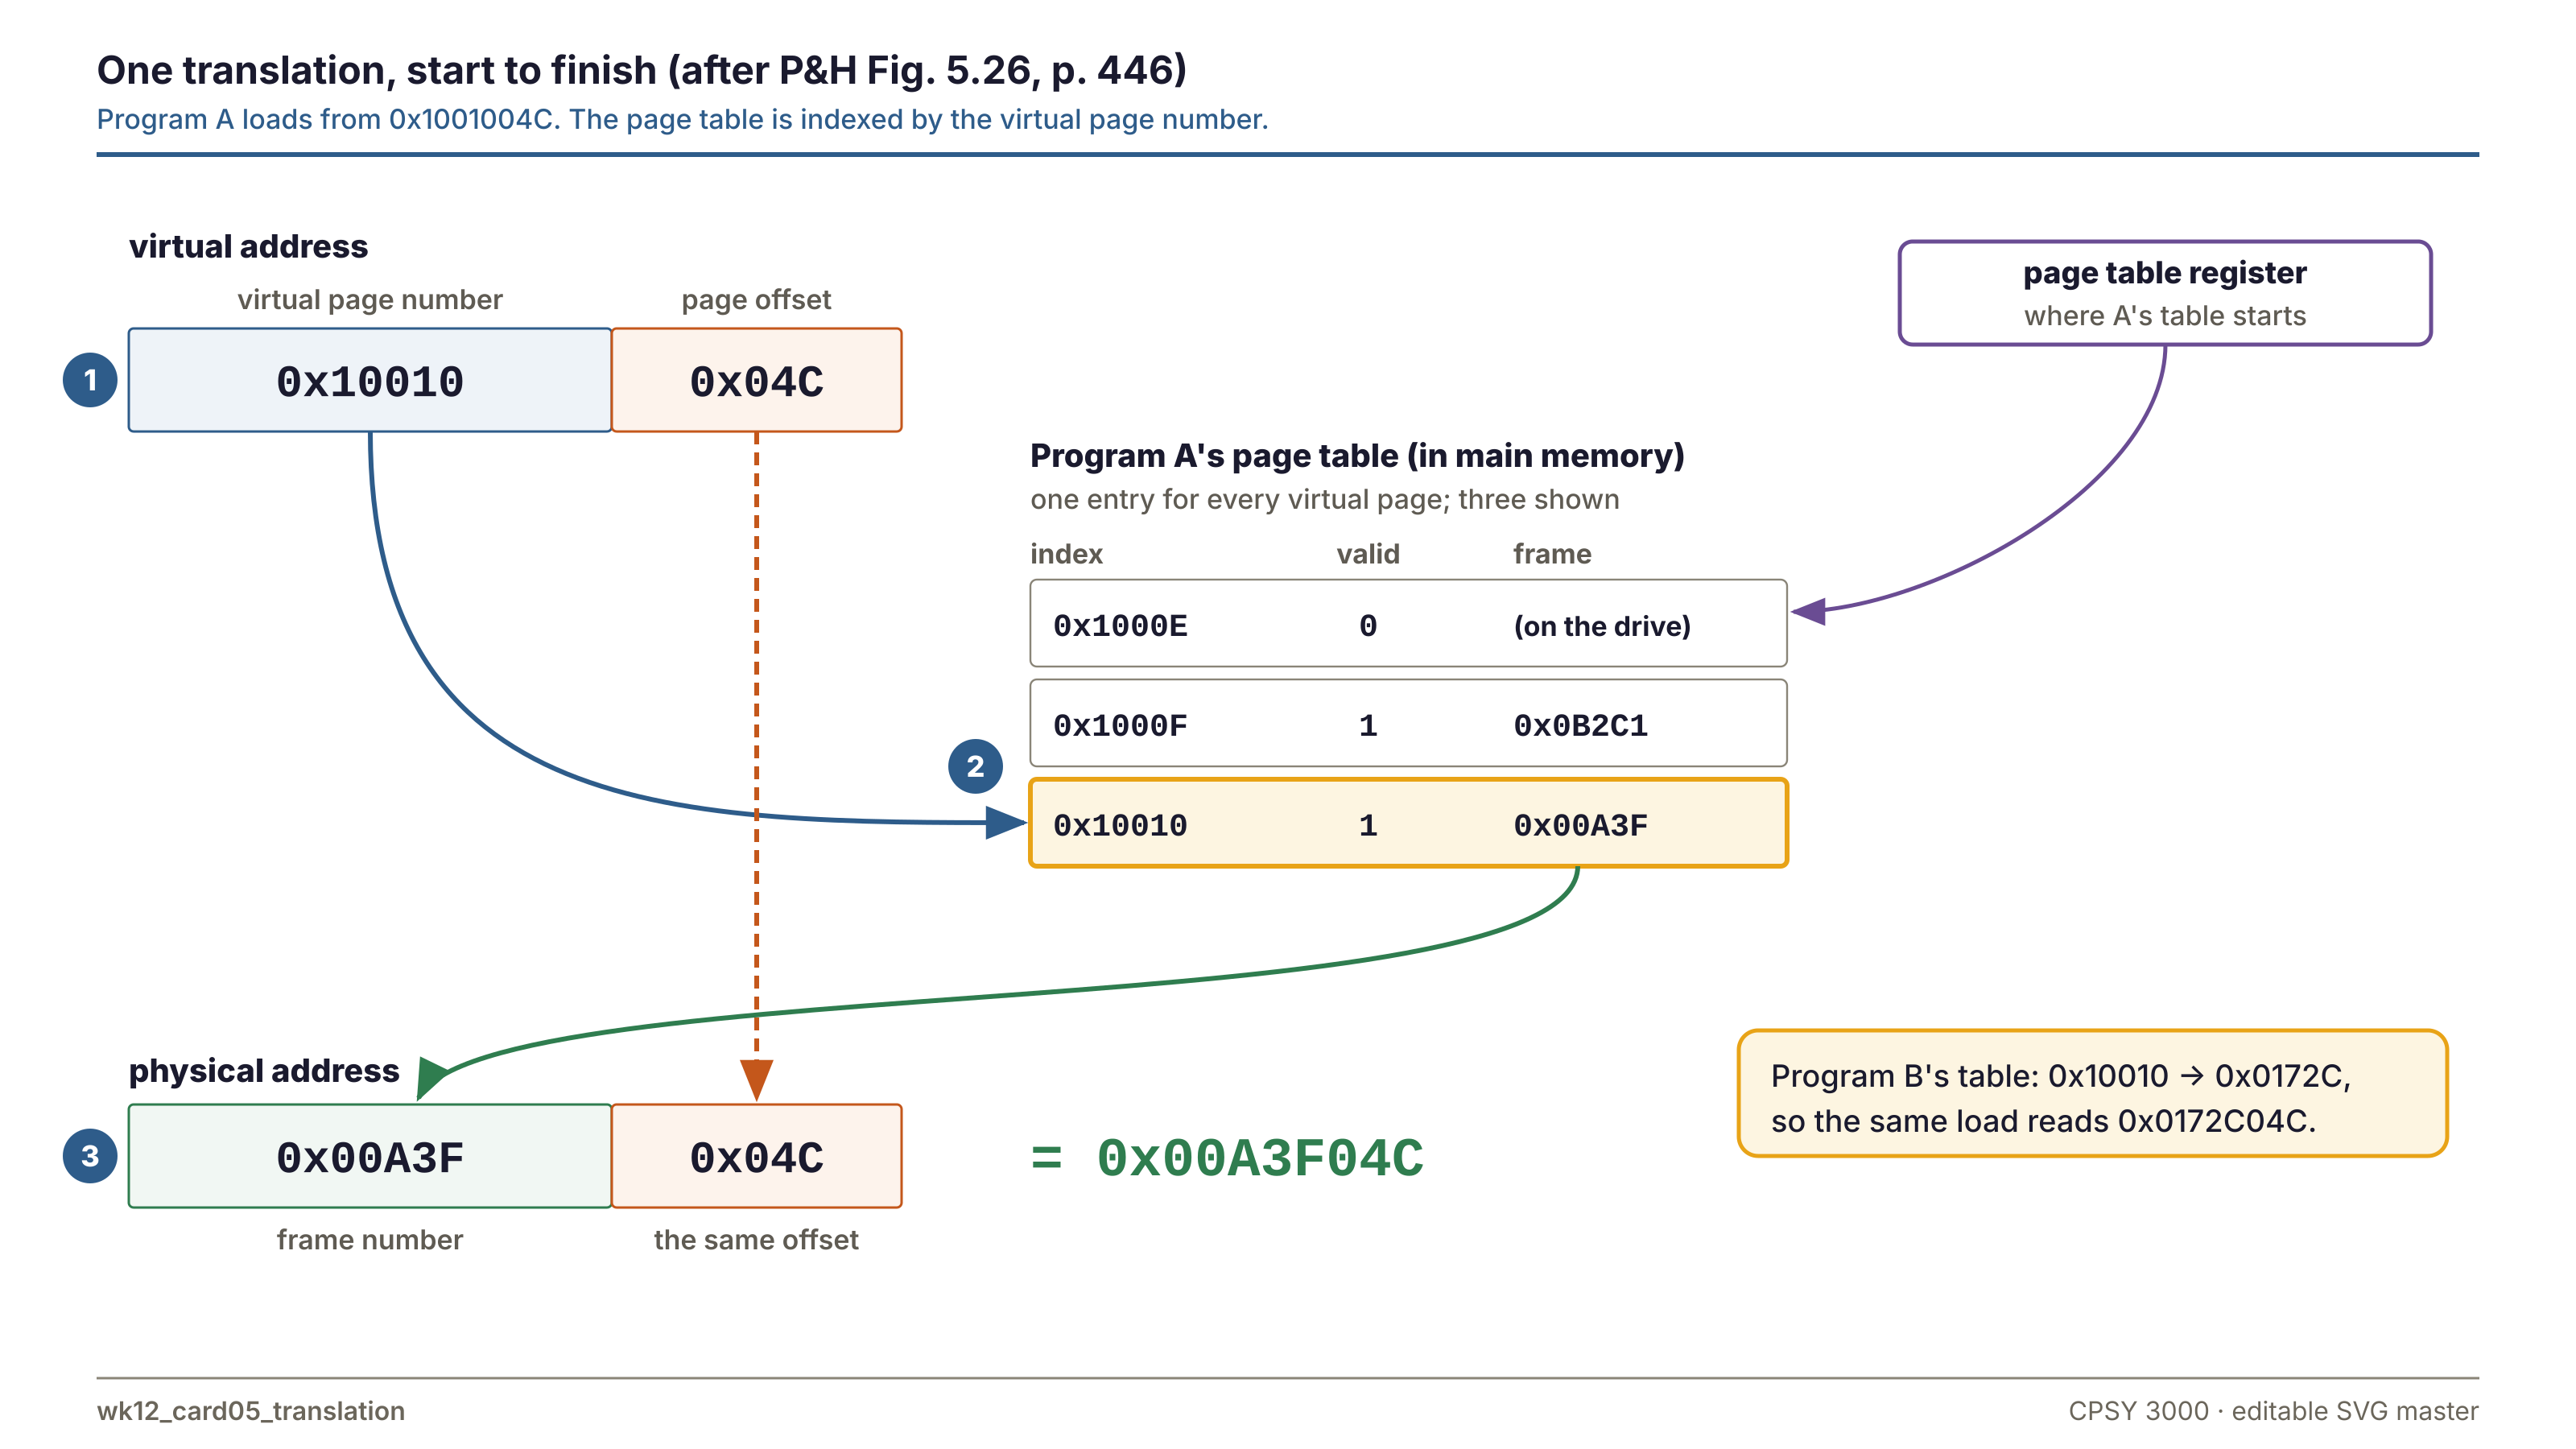 One translation, start to finish (after P&H Fig. 5.26, p. 446)
Program A loads from 0x1001004C. The page table is indexed by the virtual page number.
virtual address
virtual page number page offset
1 0x10010 0x04C
page table register
where A's table starts
Program A's page table (in main memory)
one entry for every virtual page; three shown
index valid frame
0x1000E 0 (on the drive)
0x1000F 1 0x0B2C1
2
0x10010 1 0x00A3F
physical address
3 0x00A3F 0x04C = 0x00A3F04C
frame number the same offset
Program B's table: 0x10010 → 0x0172C,
so the same load reads 0x0172C04C.
wk12_card05_translation
CPSY 3000 · editable SVG master